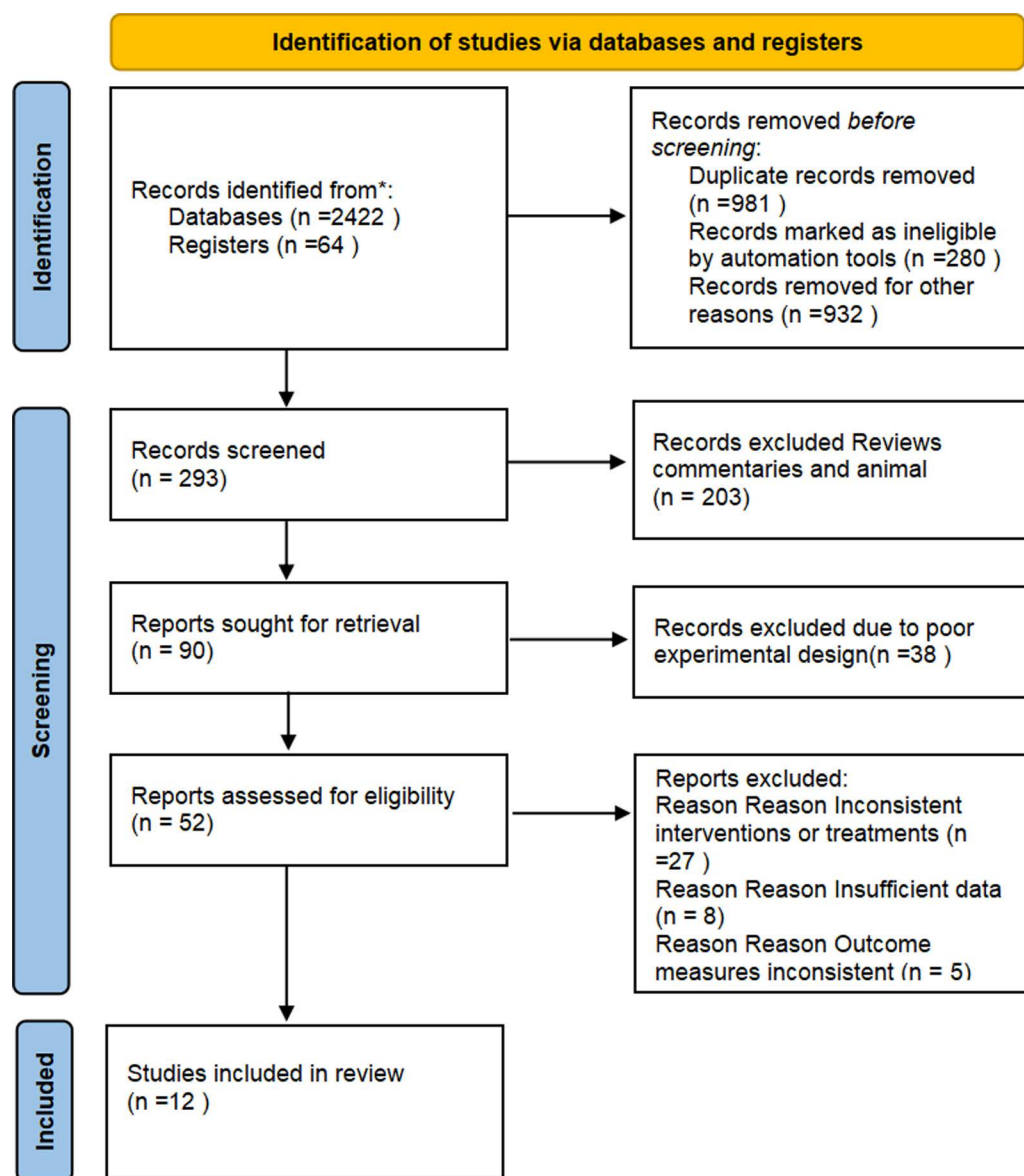 Identification of studies via databases and registers
Identification
Records identified from*:
Databases (n =2422 )
Registers (n =64 )
Records removed before
screening:
Duplicate records removed
(n =981 )
Records marked as ineligible
by automation tools (n =280 )
Records removed for other
reasons (n =932 )
Screening
Records screened
(n = 293)
Records excluded Reviews
commentaries and animal
(n = 203)
Reports sought for retrieval
(n = 90)
Records excluded due to poor
experimental design(n =38 )
Reports assessed for eligibility
(n = 52)
Reports excluded:
Reason Reason Inconsistent
interventions or treatments (n
=27 )
Reason Reason Insufficient data
(n = 8)
Reason Reason Outcome
measures inconsistent (n = 5)
Included
Studies included in review
(n =12 )